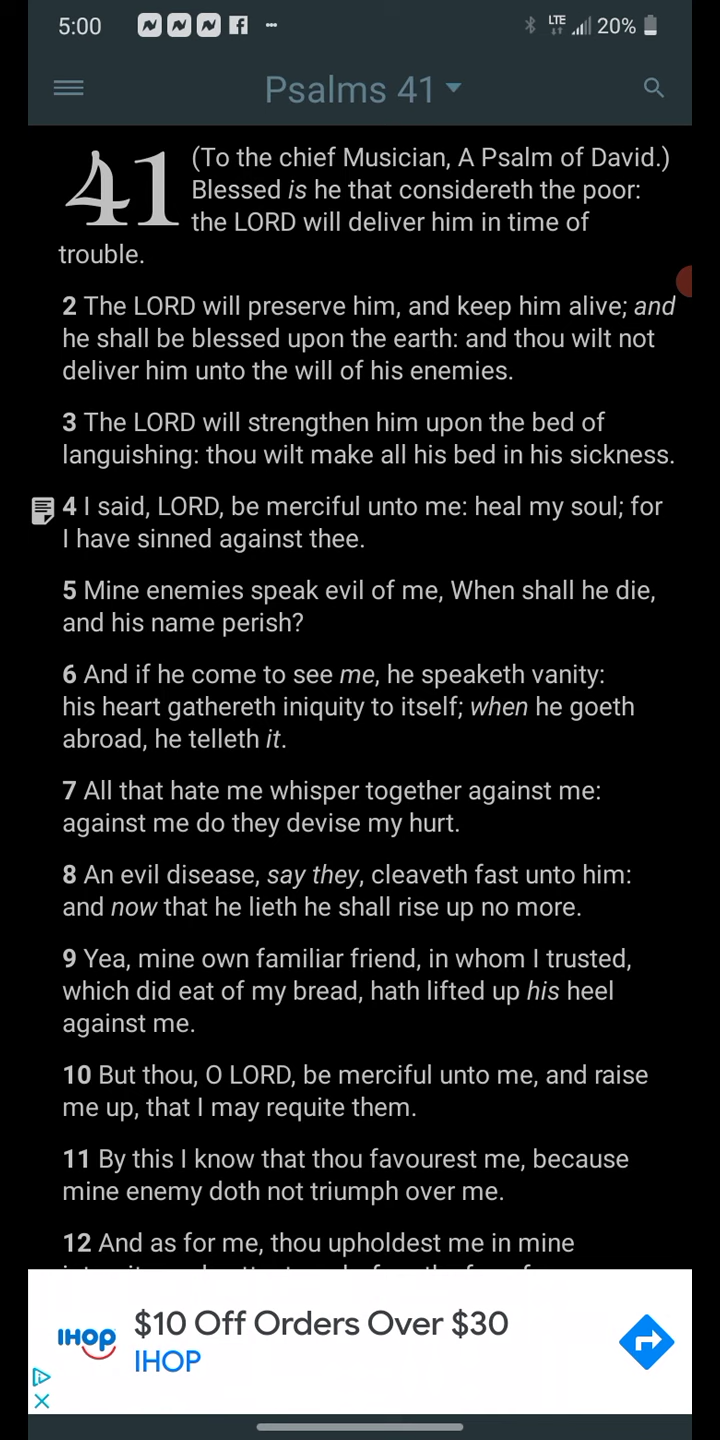 5:00 LTE 20%
Psalms 41
41 (To the chief Musician, A Psalm of David.)
Blessed is he that considereth the poor:
the LORD will deliver him in time of
trouble.
2 The LORD will preserve him, and keep him alive; and
he shall be blessed upon the earth: and thou wilt not
deliver him unto the will of his enemies.
3 The LORD will strengthen him upon the bed of
languishing: thou wilt make all his bed in his sickness.
4 I said, LORD, be merciful unto me: heal my soul; for
I have sinned against thee.
5 Mine enemies speak evil of me, When shall he die,
and his name perish?
6 And if he come to see me, he speaketh vanity:
his heart gathereth iniquity to itself; when he goeth
abroad, he telleth it.
7 All that hate me whisper together against me:
against me do they devise my hurt.
8 An evil disease, say they, cleaveth fast unto him:
and now that he lieth he shall rise up no more.
9 Yea, mine own familiar friend, in whom I trusted,
which did eat of my bread, hath lifted up his heel
against me.
10 But thou, O LORD, be merciful unto me, and raise
me up, that I may requite them.
11 By this I know that thou favourest me, because
mine enemy doth not triumph over me.
12 And as for me, thou upholdest me in mine
IHOP
$10 Off Orders Over $30
IHOP